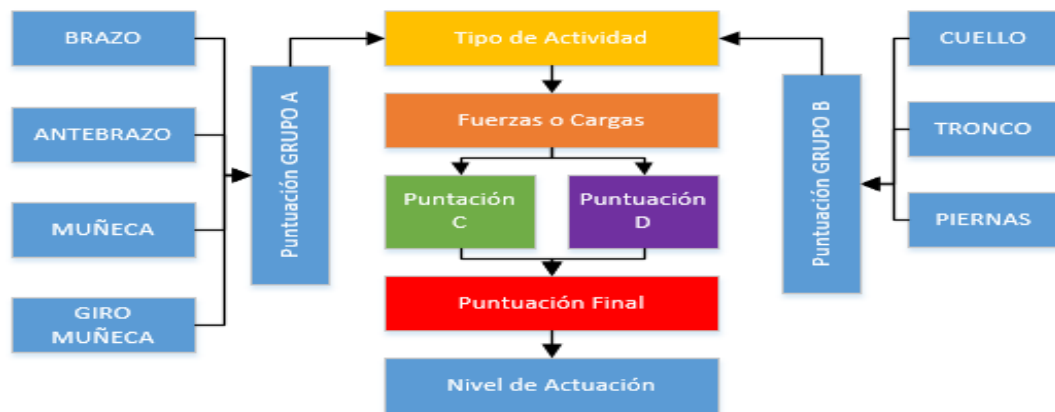 BRAZO
ANTEBRAZO
MUÑECA
GIRO
MUÑECA
Puntuación GRUPO A
Tipo de Actividad
Fuerzas o Cargas
Puntación
C
Puntuación
D
Puntuación Final
Nivel de Actuación
Puntuación GRUPO B
CUELLO
TRONCO
PIERNAS